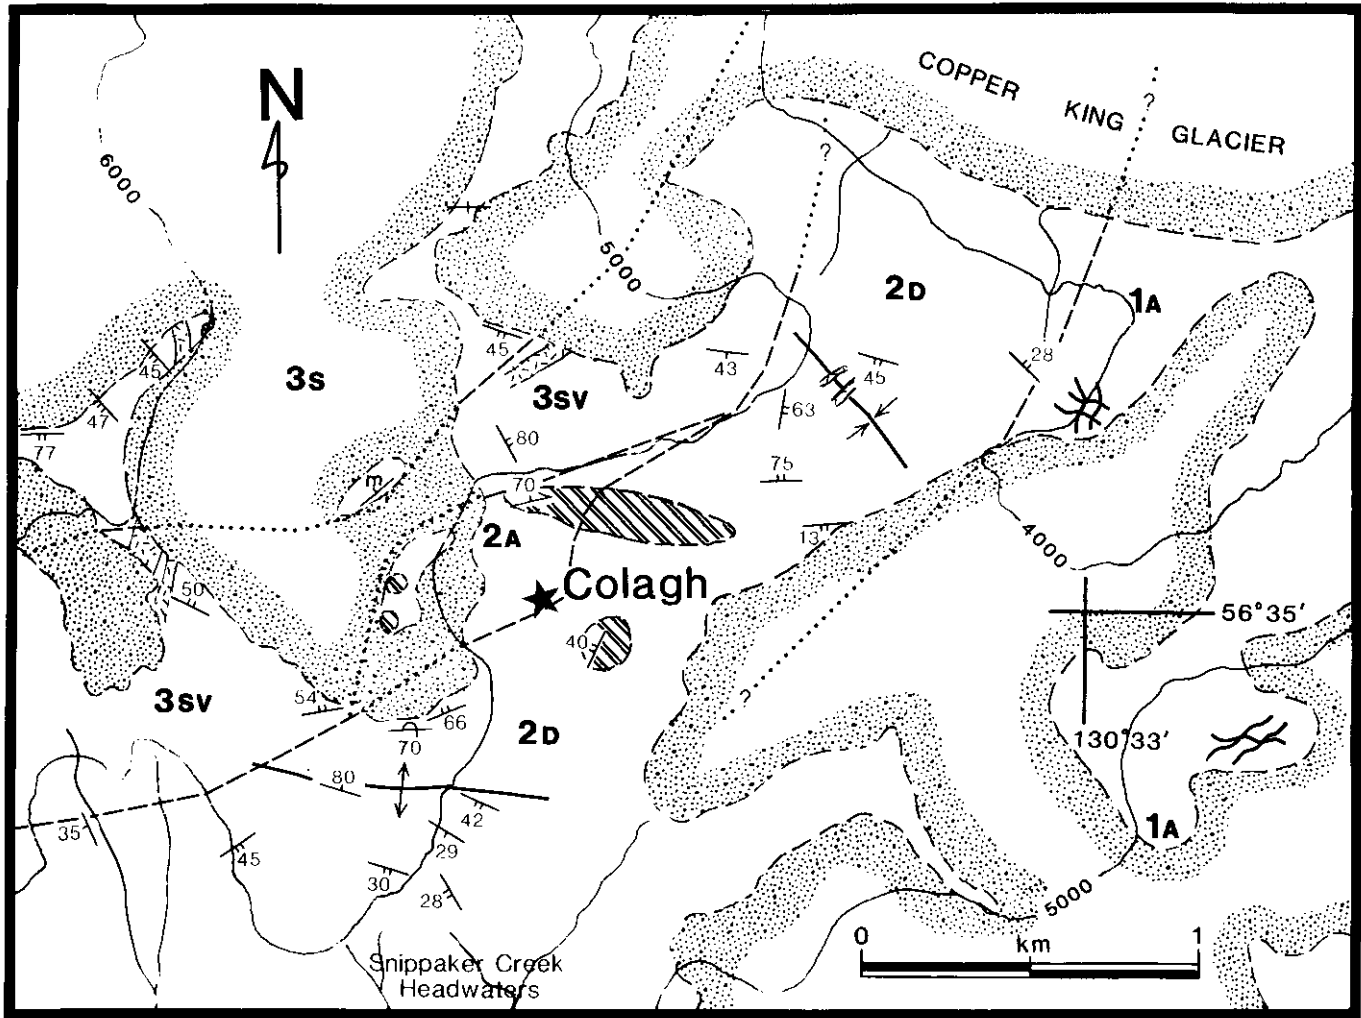 COPPER KING GLACIER
N
6000
5000
?
?
2D
1A
45
45
43
45
28
3S
3SV
47
63
77
80
70
75
m
2A
13
4000
50
Colagh
56°35′
40
?
3SV
54
66
2D
70
130°33′
80
35
42
1A
45
29
30
28
5000
0
km
1
Snippaker Creek
Headwaters